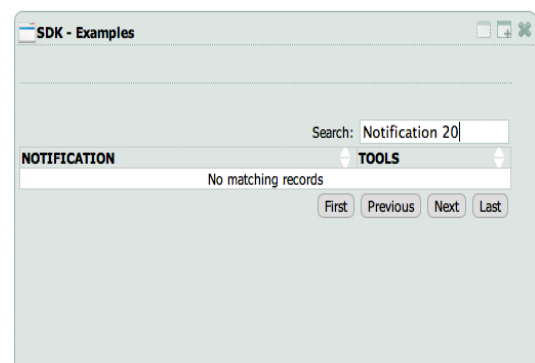 SDK - Examples
Search: Notification 20
NOTIFICATION TOOLS
No matching records
First Previous Next Last